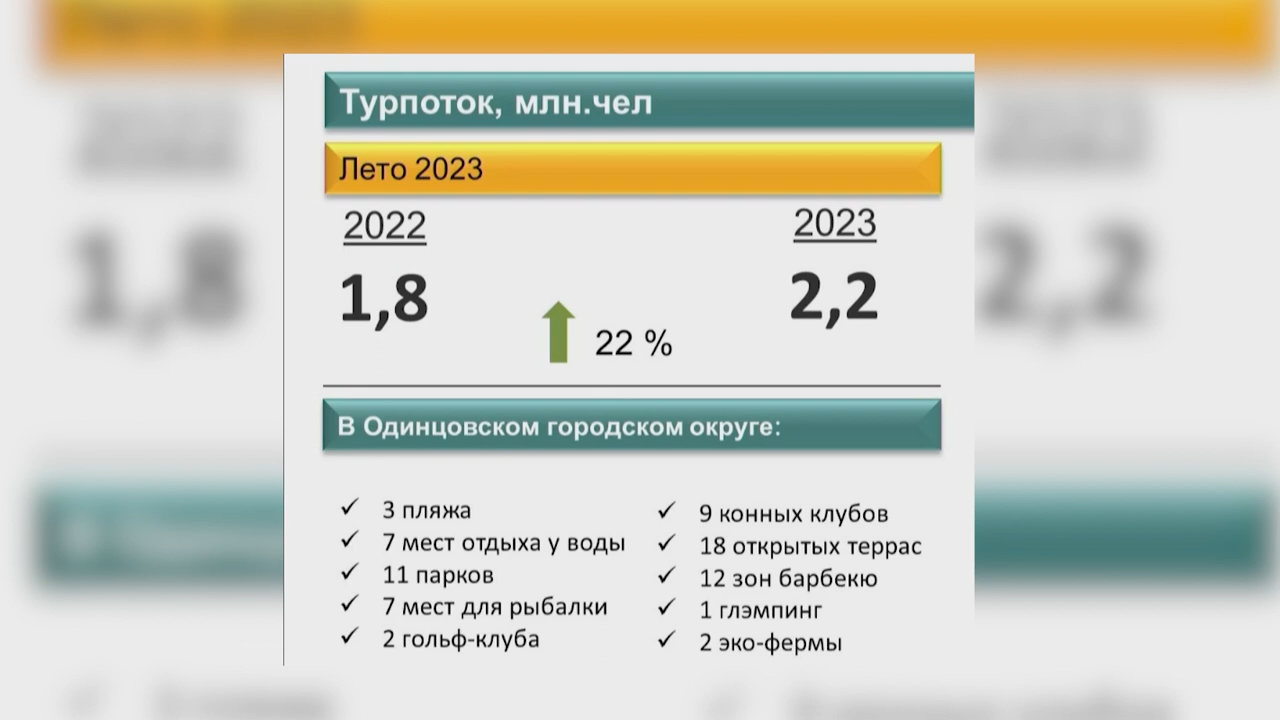 Турпоток, млн.чел
Лето 2023
2022
2023
1,8
2,2
22 %
В Одинцовском городском округе:
✓ 3 пляжа
✓ 7 мест отдыха у воды
✓ 11 парков
✓ 7 мест для рыбалки
✓ 2 гольф-клуба
✓ 9 конных клубов
✓ 18 открытых террас
✓ 12 зон барбекю
✓ 1 глэмпинг
✓ 2 эко-фермы